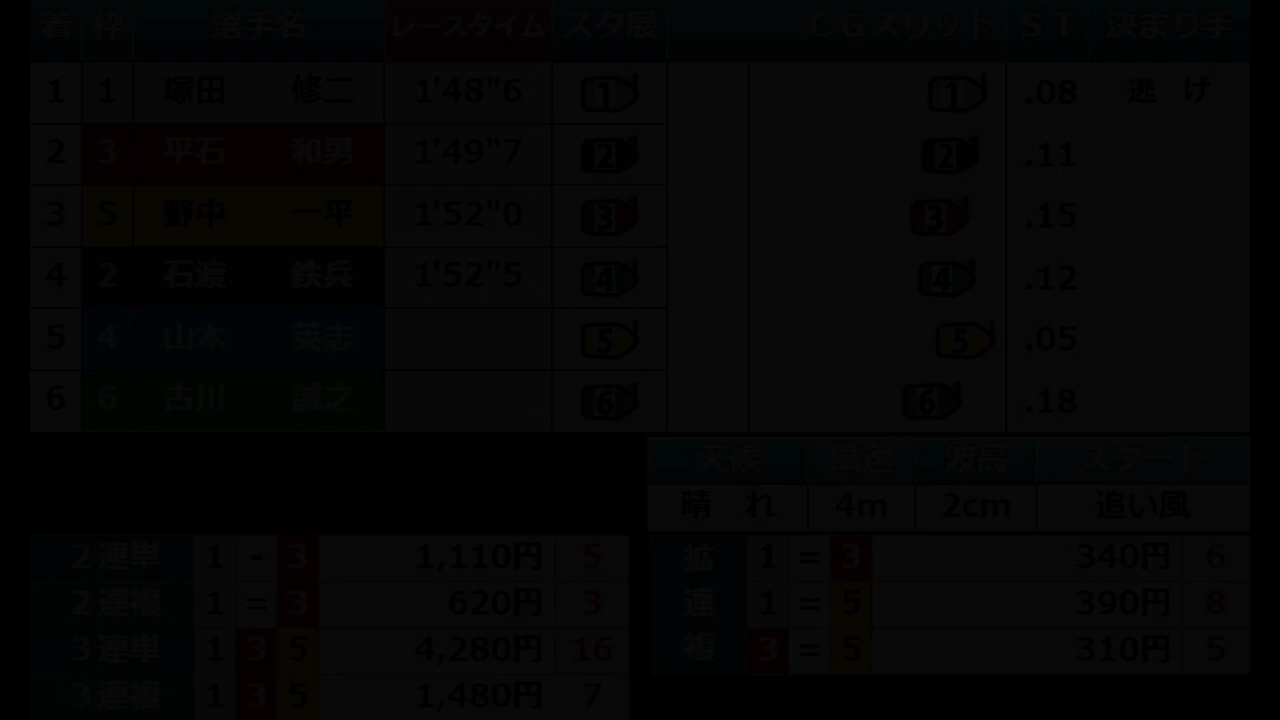 着 枠 選手名 レースタイム スタ展 CGスリット ST 決まり手
1 1 塚田 修二 1'48"6 1 1 .08 逃 げ
2 3 平石 和男 1'49"7 2 2 .11
3 5 野中 一平 1'52"0 3 3 .15
4 2 石渡 鉄兵 1'52"5 4 4 .12
5 4 山本 英志 5 5 .05
6 6 古川 誠之 6 6 .18
天候 風速 波高 スタート
晴 れ 4m 2cm 追い風
2連単 1 - 3 1,110円 5
2連複 1 = 3 620円 3
3連単 1 3 5 4,280円 16
3連複 1 3 5 1,480円 7
拡連複
1 = 3 340円 6
1 = 5 390円 8
3 = 5 310円 5